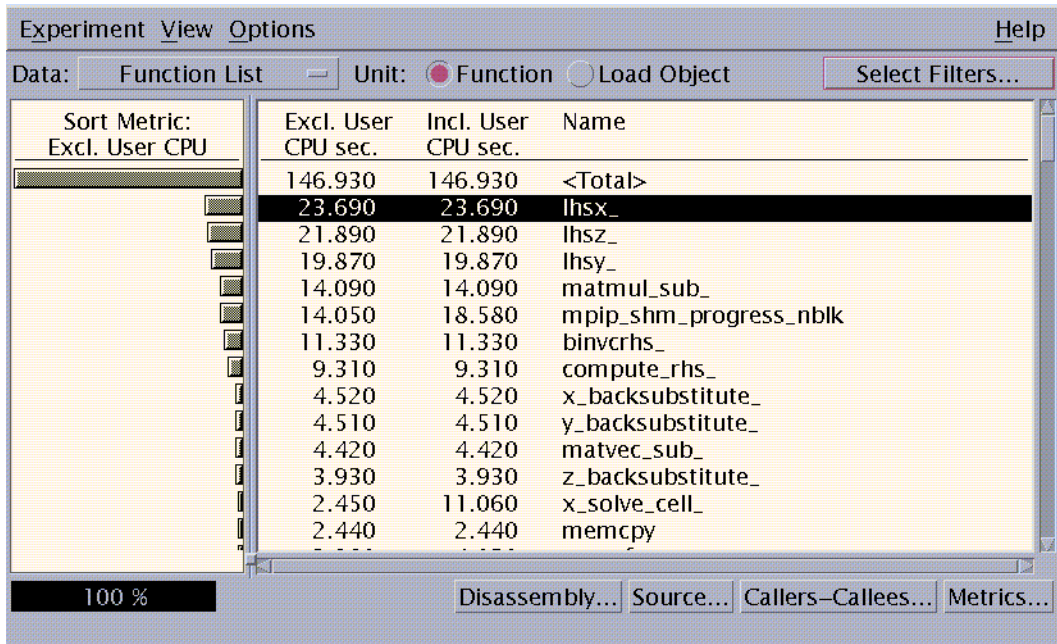 Experiment View Options Help
Data: Function List Unit: Function Load Object Select Filters...
Sort Metric:
Excl. User CPU
Excl. User Incl. User Name
CPU sec. CPU sec.
146.930 146.930 <Total>
23.690 23.690 lhsx_
21.890 21.890 lhsz_
19.870 19.870 lhsy_
14.090 14.090 matmul_sub_
14.050 18.580 mpip_shm_progress_nblk
11.330 11.330 binvcrhs_
9.310 9.310 compute_rhs_
4.520 4.520 x_backsubstitute_
4.510 4.510 y_backsubstitute_
4.420 4.420 matvec_sub_
3.930 3.930 z_backsubstitute_
2.450 11.060 x_solve_cell_
2.440 2.440 memcpy
100 % Disassembly... Source... Callers–Callees... Metrics...